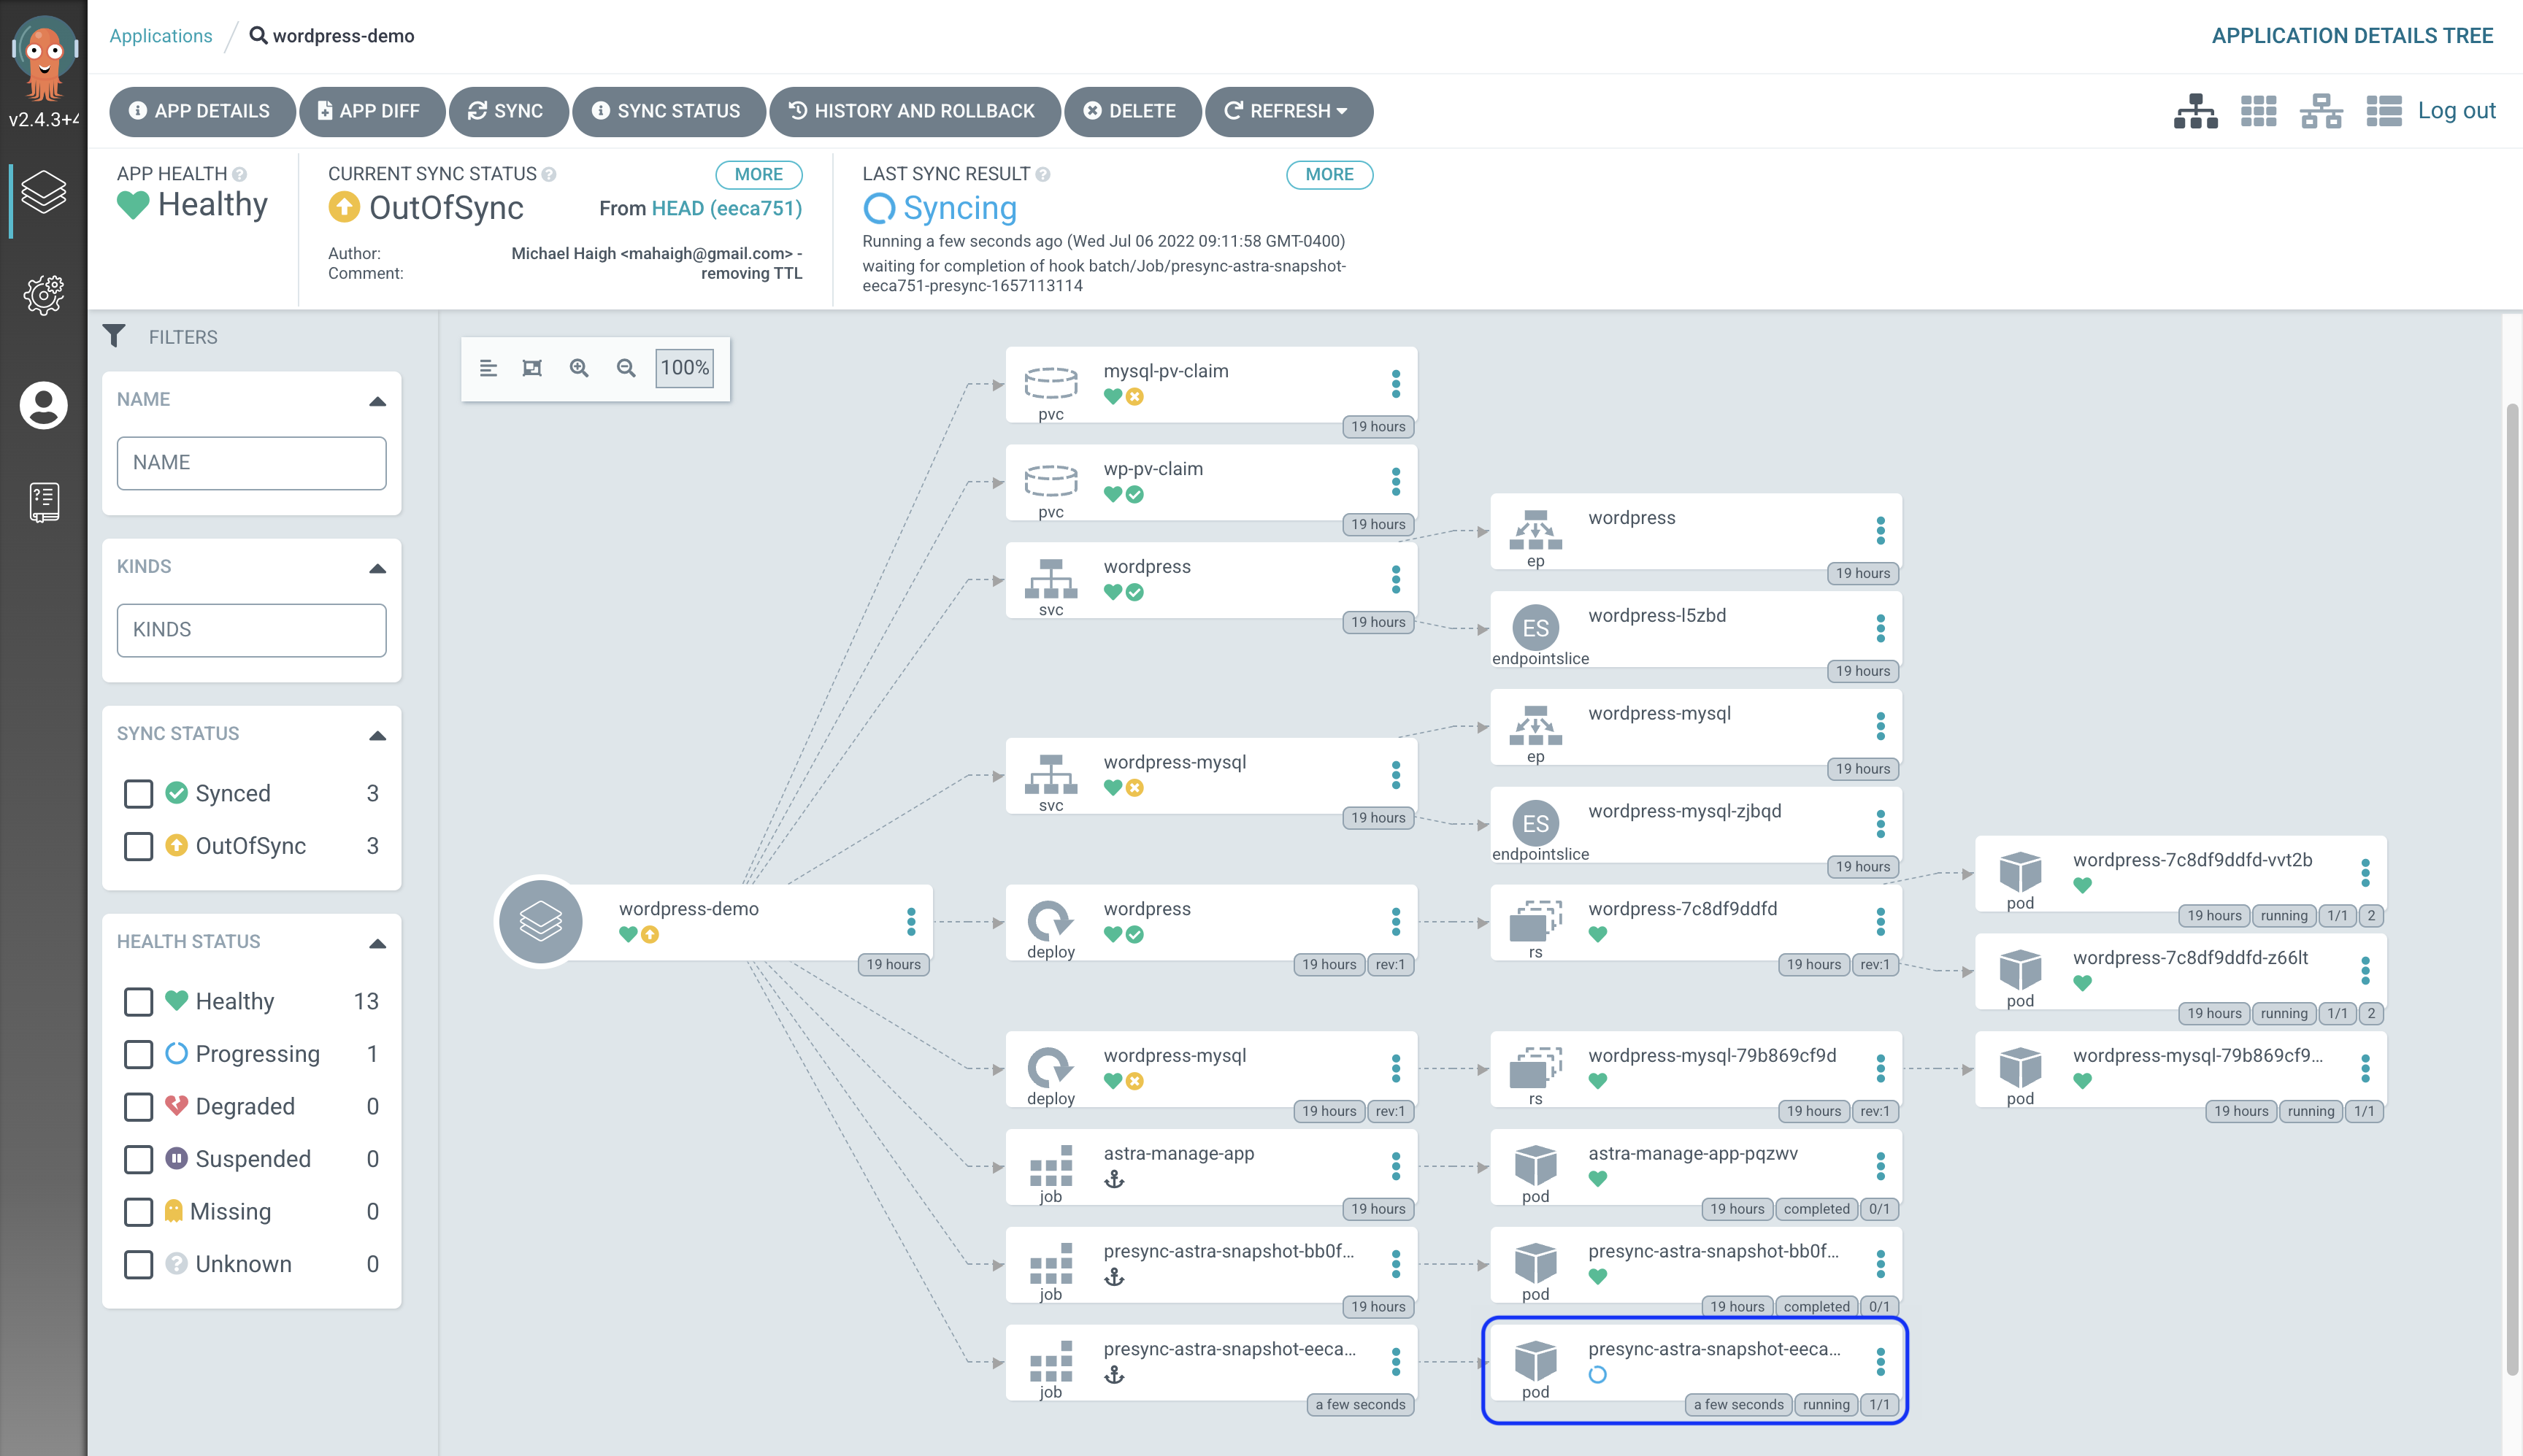 v2.4.3+4
Applications / wordpress-demo
APPLICATION DETAILS TREE
APP DETAILS
APP DIFF
SYNC
SYNC STATUS
HISTORY AND ROLLBACK
DELETE
REFRESH
Log out
APP HEALTH
Healthy
CURRENT SYNC STATUS
MORE
OutOfSync
From HEAD (eeca751)
Author: Michael Haigh <mahaigh@gmail.com> -
Comment: removing TTL
LAST SYNC RESULT
MORE
Syncing
Running a few seconds ago (Wed Jul 06 2022 09:11:58 GMT-0400)
waiting for completion of hook batch/Job/presync-astra-snapshot-
eeca751-presync-1657113114
FILTERS
NAME
NAME
KINDS
KINDS
SYNC STATUS
Synced 3
OutOfSync 3
HEALTH STATUS
Healthy 13
Progressing 1
Degraded 0
Suspended 0
Missing 0
Unknown 0
100%
wordpress-demo
19 hours
mysql-pv-claim
pvc
19 hours
wp-pv-claim
pvc
19 hours
wordpress
svc
19 hours
wordpress-mysql
svc
19 hours
wordpress
deploy
19 hours rev:1
wordpress-mysql
deploy
19 hours rev:1
astra-manage-app
job
19 hours
presync-astra-snapshot-bb0f...
job
19 hours
presync-astra-snapshot-eeca...
job
a few seconds
wordpress
ep
19 hours
ES
wordpress-l5zbd
endpointslice
19 hours
wordpress-mysql
ep
19 hours
ES
wordpress-mysql-zjbqd
endpointslice
19 hours
wordpress-7c8df9ddfd
rs
19 hours rev:1
wordpress-mysql-79b869cf9d
rs
19 hours rev:1
astra-manage-app-pqzwv
pod
19 hours completed 0/1
presync-astra-snapshot-bb0f...
pod
19 hours completed 0/1
presync-astra-snapshot-eeca...
pod
a few seconds running 1/1
wordpress-7c8df9ddfd-vvt2b
pod
19 hours running 1/1 2
wordpress-7c8df9ddfd-z66lt
pod
19 hours running 1/1 2
wordpress-mysql-79b869cf9...
pod
19 hours running 1/1